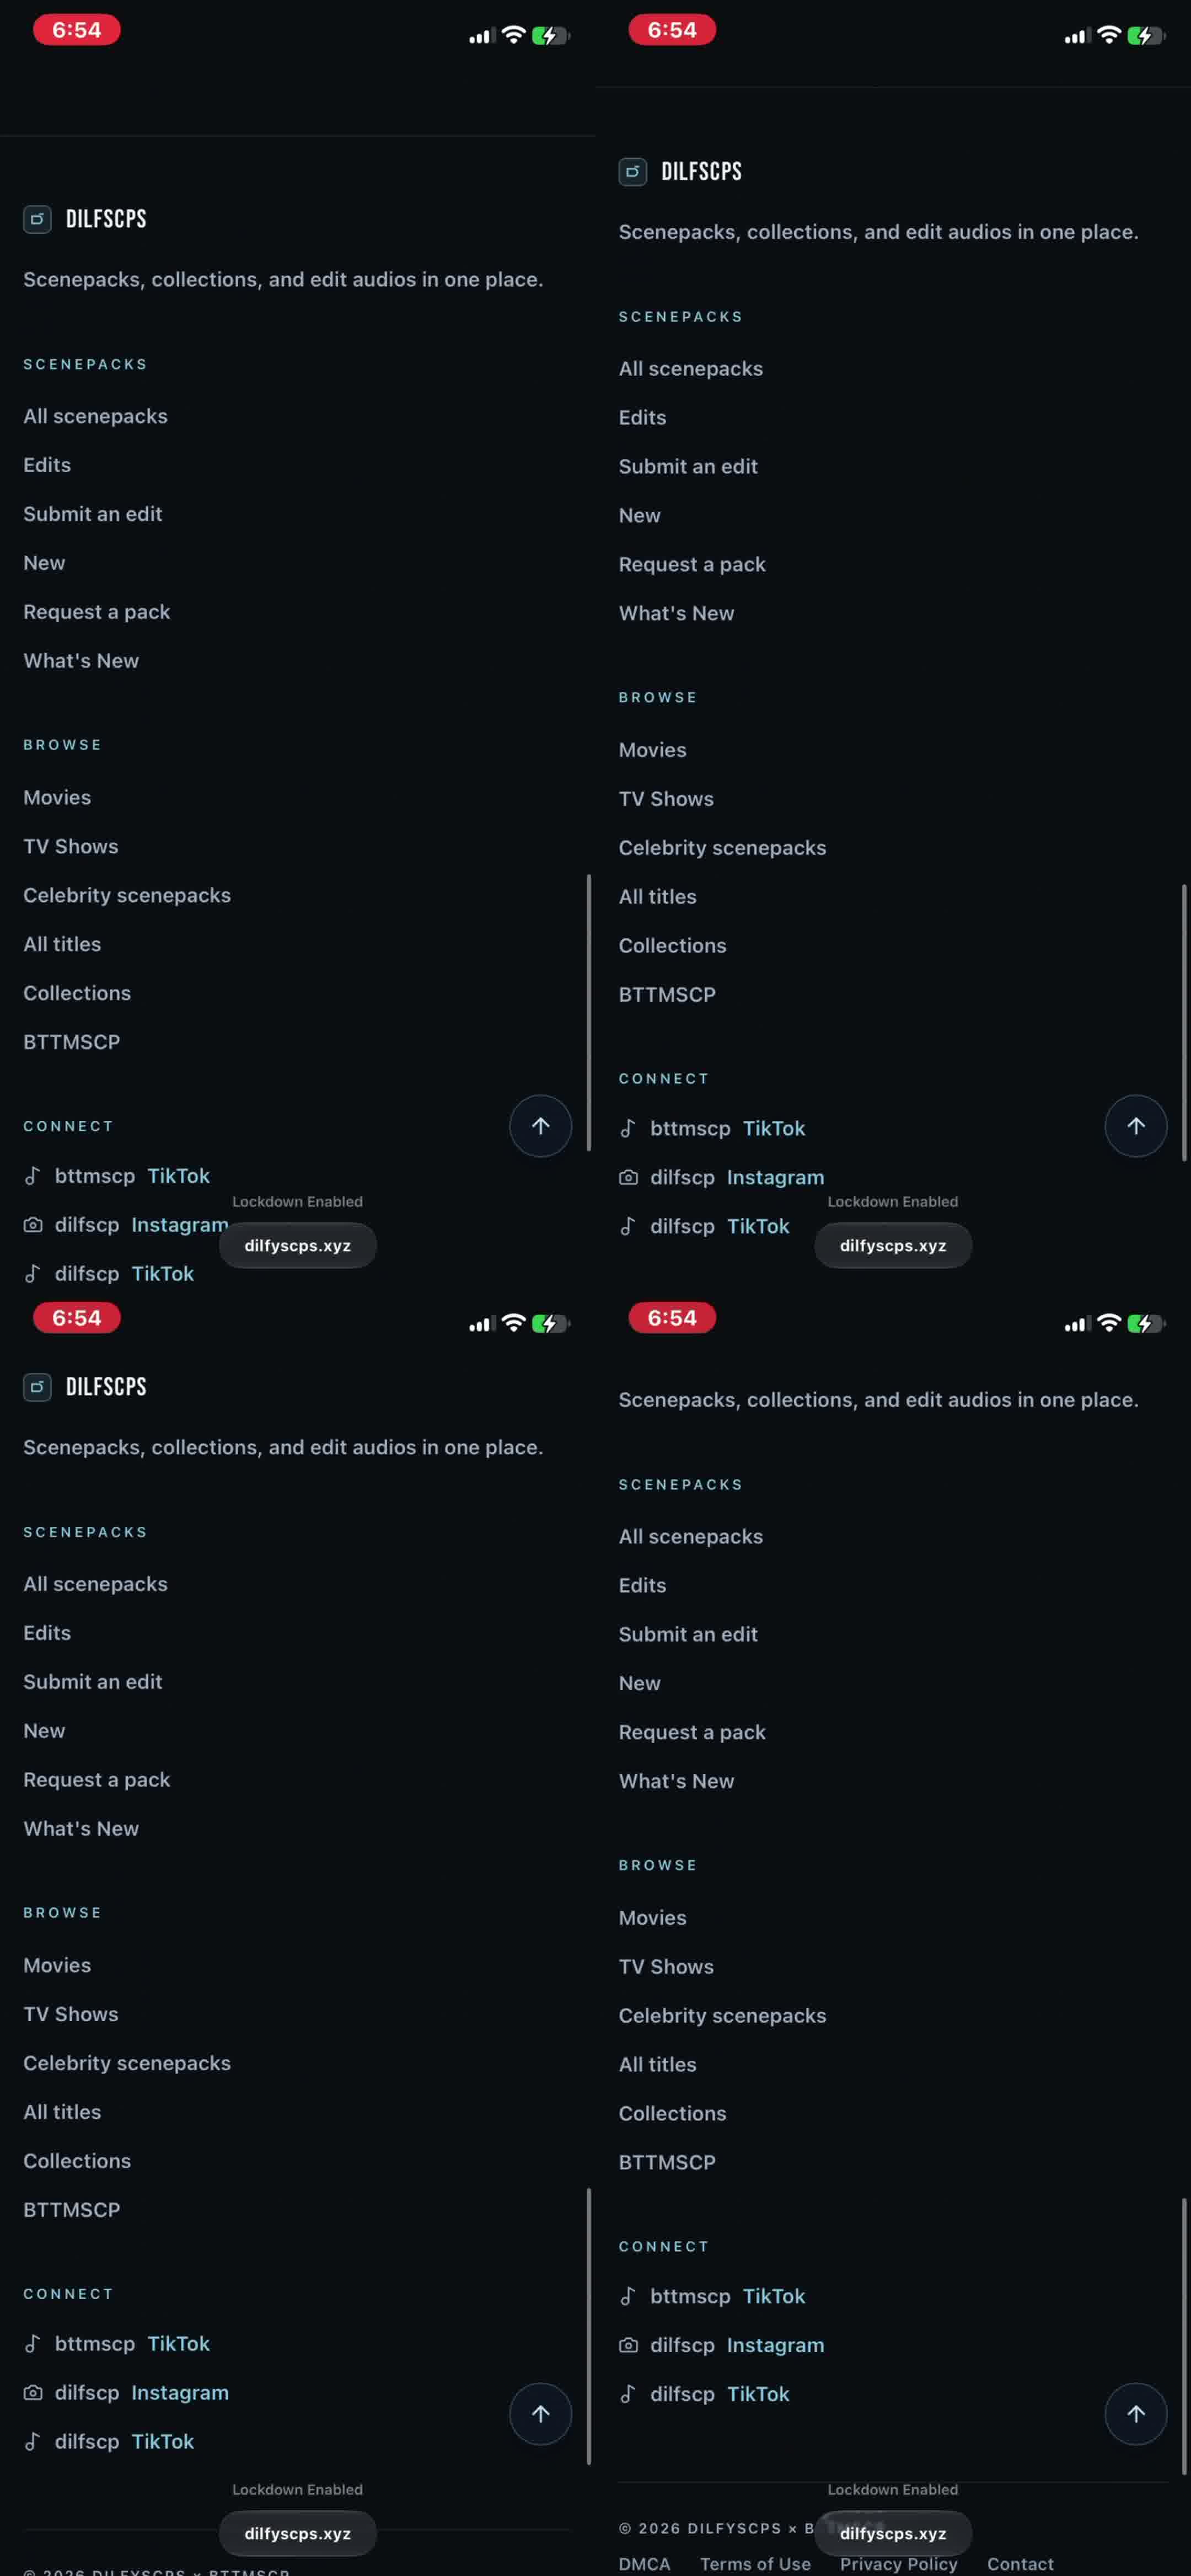 6:54
DILFSCPS
Scenepacks, collections, and edit audios in one place.
SCENEPACKS
All scenepacks
Edits
Submit an edit
New
Request a pack
What's New
BROWSE
Movies
TV Shows
Celebrity scenepacks
All titles
Collections
BTTMSCP
CONNECT
bttmscp TikTok
dilfscp Instagram
dilfscp TikTok
Lockdown Enabled
dilfyscps.xyz
6:54
DILFSCPS
Scenepacks, collections, and edit audios in one place.
SCENEPACKS
All scenepacks
Edits
Submit an edit
New
Request a pack
What's New
BROWSE
Movies
TV Shows
Celebrity scenepacks
All titles
Collections
BTTMSCP
CONNECT
bttmscp TikTok
dilfscp Instagram
dilfscp TikTok
Lockdown Enabled
dilfyscps.xyz
6:54
DILFSCPS
Scenepacks, collections, and edit audios in one place.
SCENEPACKS
All scenepacks
Edits
Submit an edit
New
Request a pack
What's New
BROWSE
Movies
TV Shows
Celebrity scenepacks
All titles
Collections
BTTMSCP
CONNECT
bttmscp TikTok
dilfscp Instagram
dilfscp TikTok
Lockdown Enabled
dilfyscps.xyz
© 2026 DILFYSCPS × BTTMSCP
6:54
Scenepacks, collections, and edit audios in one place.
SCENEPACKS
All scenepacks
Edits
Submit an edit
New
Request a pack
What's New
BROWSE
Movies
TV Shows
Celebrity scenepacks
All titles
Collections
BTTMSCP
CONNECT
bttmscp TikTok
dilfscp Instagram
dilfscp TikTok
Lockdown Enabled
© 2026 DILFYSCPS × B
dilfyscps.xyz
DMCA Terms of Use Privacy Policy Contact